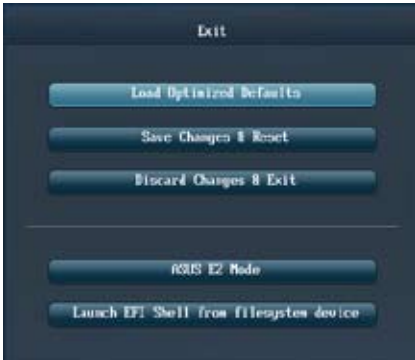 Exit
Load Optimized Defaults
Save Changes & Reset
Discard Changes & Exit
ASUS EZ Mode
Launch EFI Shell from filesystem device